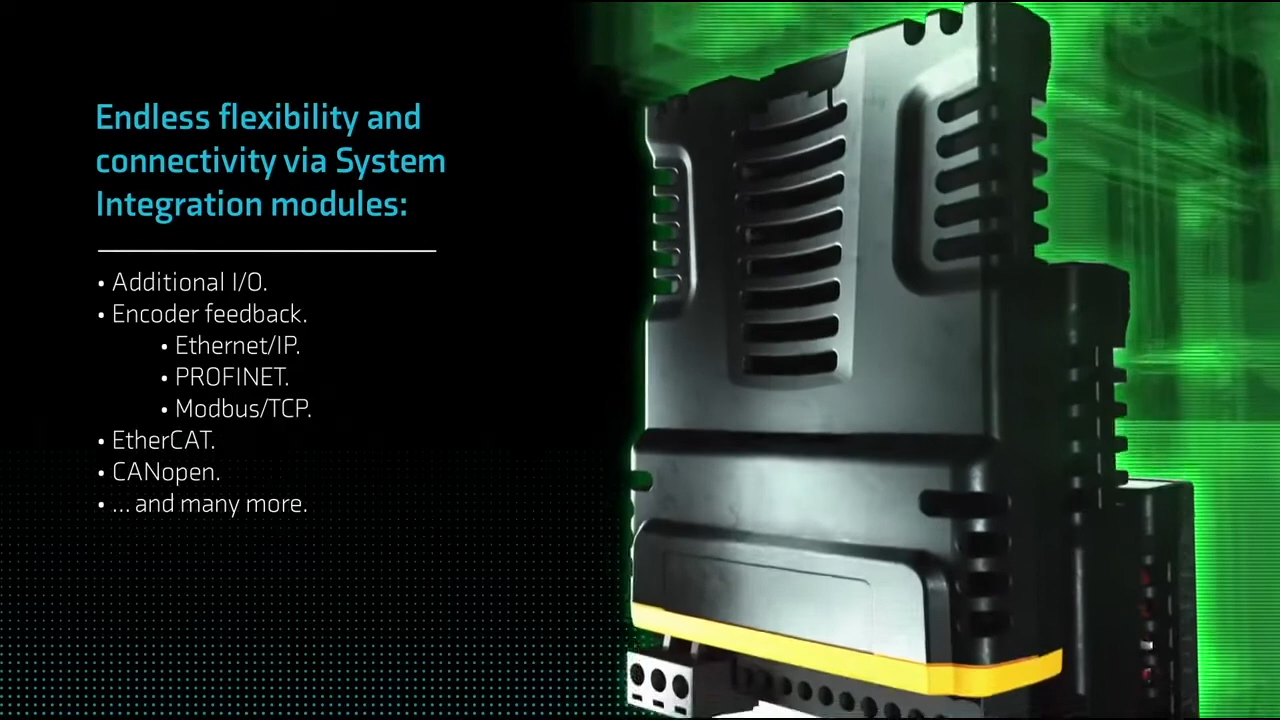 Endless flexibility and
connectivity via System
Integration modules:
• Additional I/O.
• Encoder feedback.
• Ethernet/IP.
• PROFINET.
• Modbus/TCP.
• EtherCAT.
• CANopen.
• ... and many more.